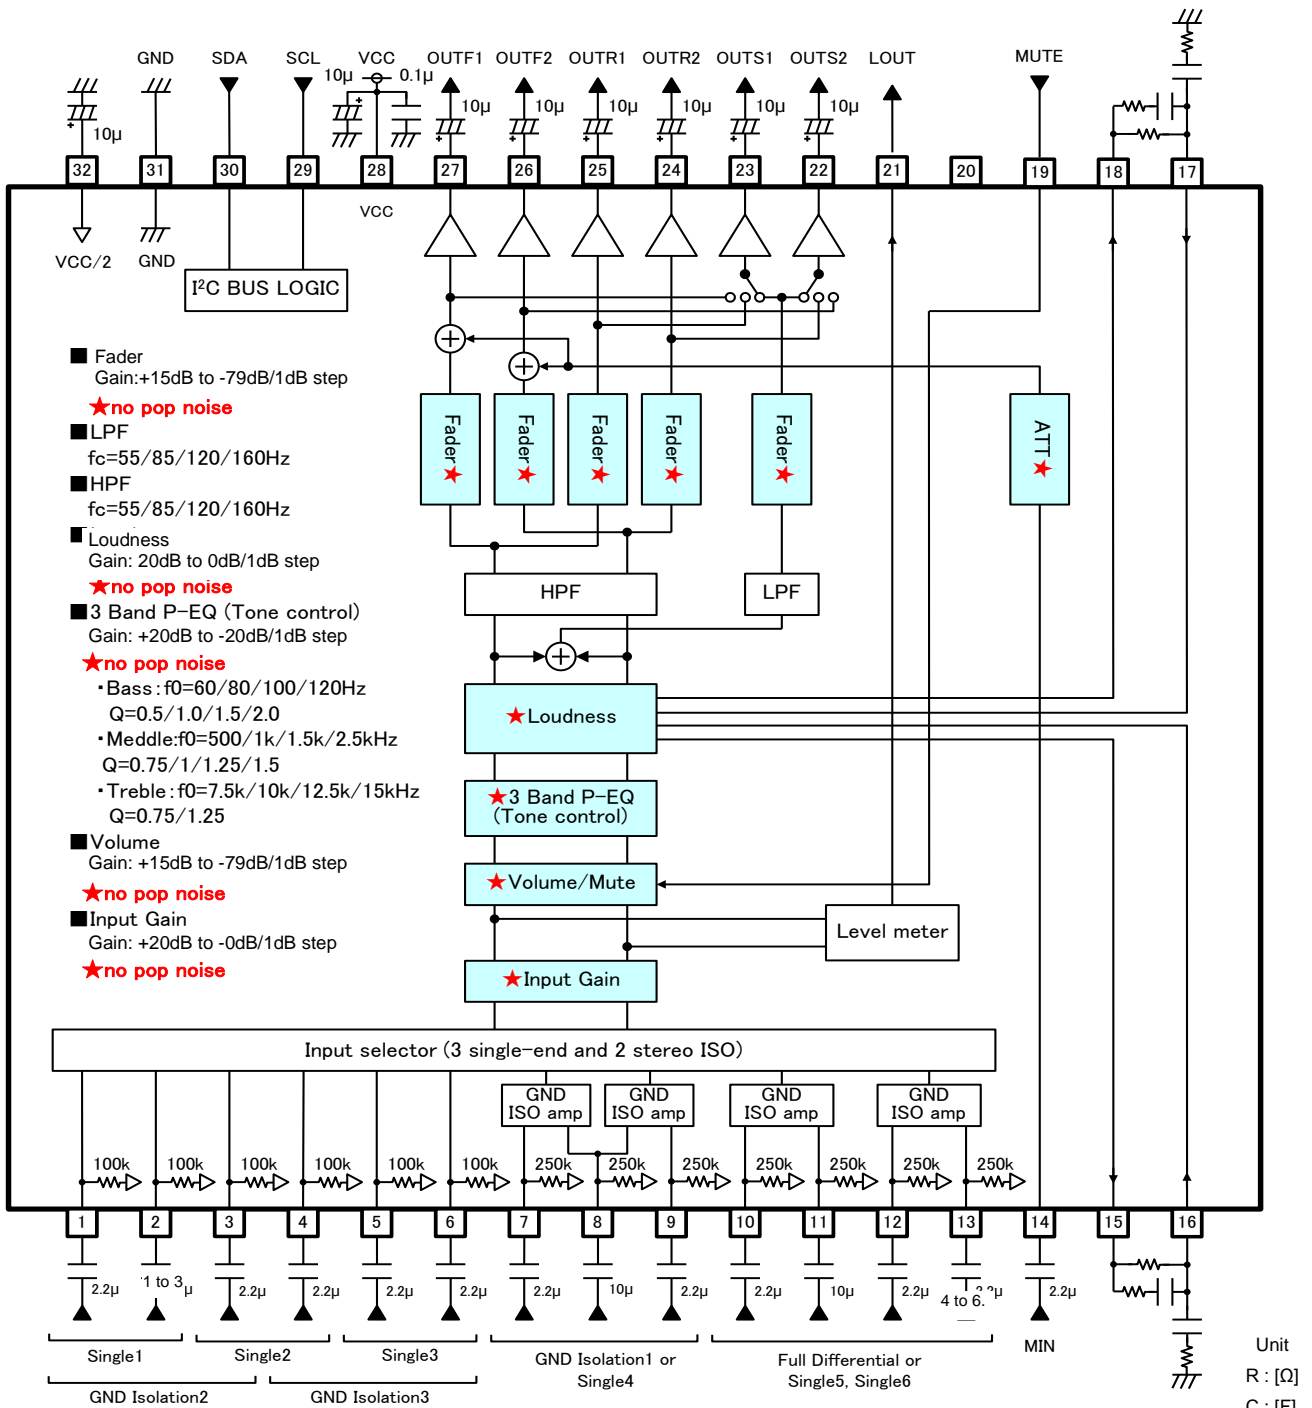 GND SDA SCL VCC OUTF1 OUTF2 OUTR1 OUTR2 OUTS1 OUTS2 LOUT MUTE
10μ 10μ 0.1μ 10μ 10μ 10μ 10μ 10μ 10μ
32 31 30 29 28 27 26 25 24 23 22 21 20 19 18 17
VCC
VCC/2 GND
I²C BUS LOGIC
■ Fader
Gain:+15dB to -79dB/1dB step
★no pop noise
■LPF
fc=55/85/120/160Hz
■HPF
fc=55/85/120/160Hz
■ Loudness
Gain: 20dB to 0dB/1dB step
★no pop noise
■3 Band P-EQ (Tone control)
Gain: +20dB to -20dB/1dB step
★no pop noise
・Bass:f0=60/80/100/120Hz
Q=0.5/1.0/1.5/2.0
・Meddle:f0=500/1k/1.5k/2.5kHz
Q=0.75/1/1.25/1.5
・Treble:f0=7.5k/10k/12.5k/15kHz
Q=0.75/1.25
■Volume
Gain: +15dB to -79dB/1dB step
★no pop noise
■Input Gain
Gain: +20dB to -0dB/1dB step
★no pop noise
Fader★ Fader★ Fader★ Fader★ Fader★ ATT★
HPF LPF
★Loudness
★3 Band P-EQ
(Tone control)
★Volume/Mute
Level meter
★Input Gain
Input selector (3 single-end and 2 stereo ISO)
GND
ISO amp
GND
ISO amp
GND
ISO amp
GND
ISO amp
100k 100k 100k 100k 100k 100k 250k 250k 250k 250k 250k 250k 250k
1 2 3 4 5 6 7 8 9 10 11 12 13 14 15 16
2.2μ 1 to 3 μ 2.2μ 2.2μ 2.2μ 2.2μ 2.2μ 10μ 2.2μ 2.2μ 10μ 2.2μ 4 to 6. 2.2μ
Single1 Single2 Single3
GND Isolation2 GND Isolation3
GND Isolation1 or
Single4
Full Differential or
Single5, Single6
MIN
Unit
R : [Ω]
C : [F]